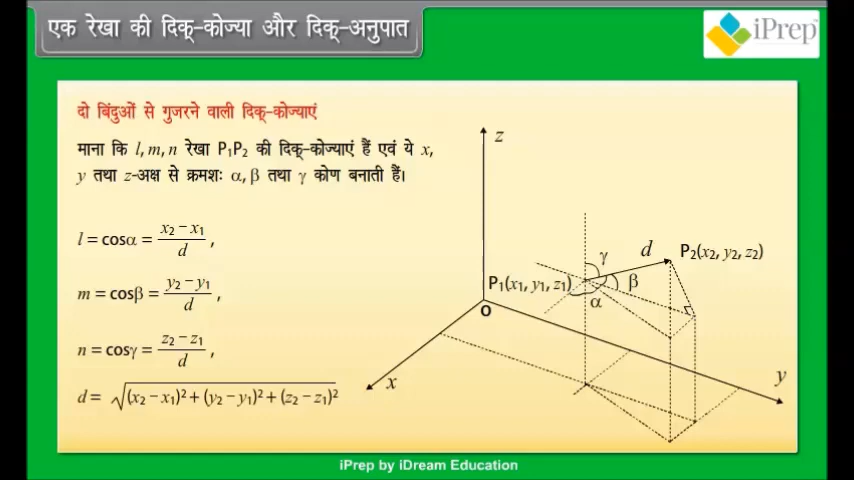 एक रेखा की दिक्-कोज्या और दिक्-अनुपात
iPrep
दो बिंदुओं से गुजरने वाली दिक्-कोज्याएं
माना कि l, m, n रेखा P₁P₂ की दिक्-कोज्याएं हैं एवं ये x,
y तथा z-अक्ष से क्रमशः α, β तथा γ कोण बनाती हैं।
l = cosα = (x₂ − x₁)/d ,
m = cosβ = (y₂ − y₁)/d ,
n = cosγ = (z₂ − z₁)/d ,
d = √((x₂ − x₁)² + (y₂ − y₁)² + (z₂ − z₁)²)
z
γ
d
P₂(x₂, y₂, z₂)
P₁(x₁, y₁, z₁)
β
α
O
x
y
iPrep by iDream Education